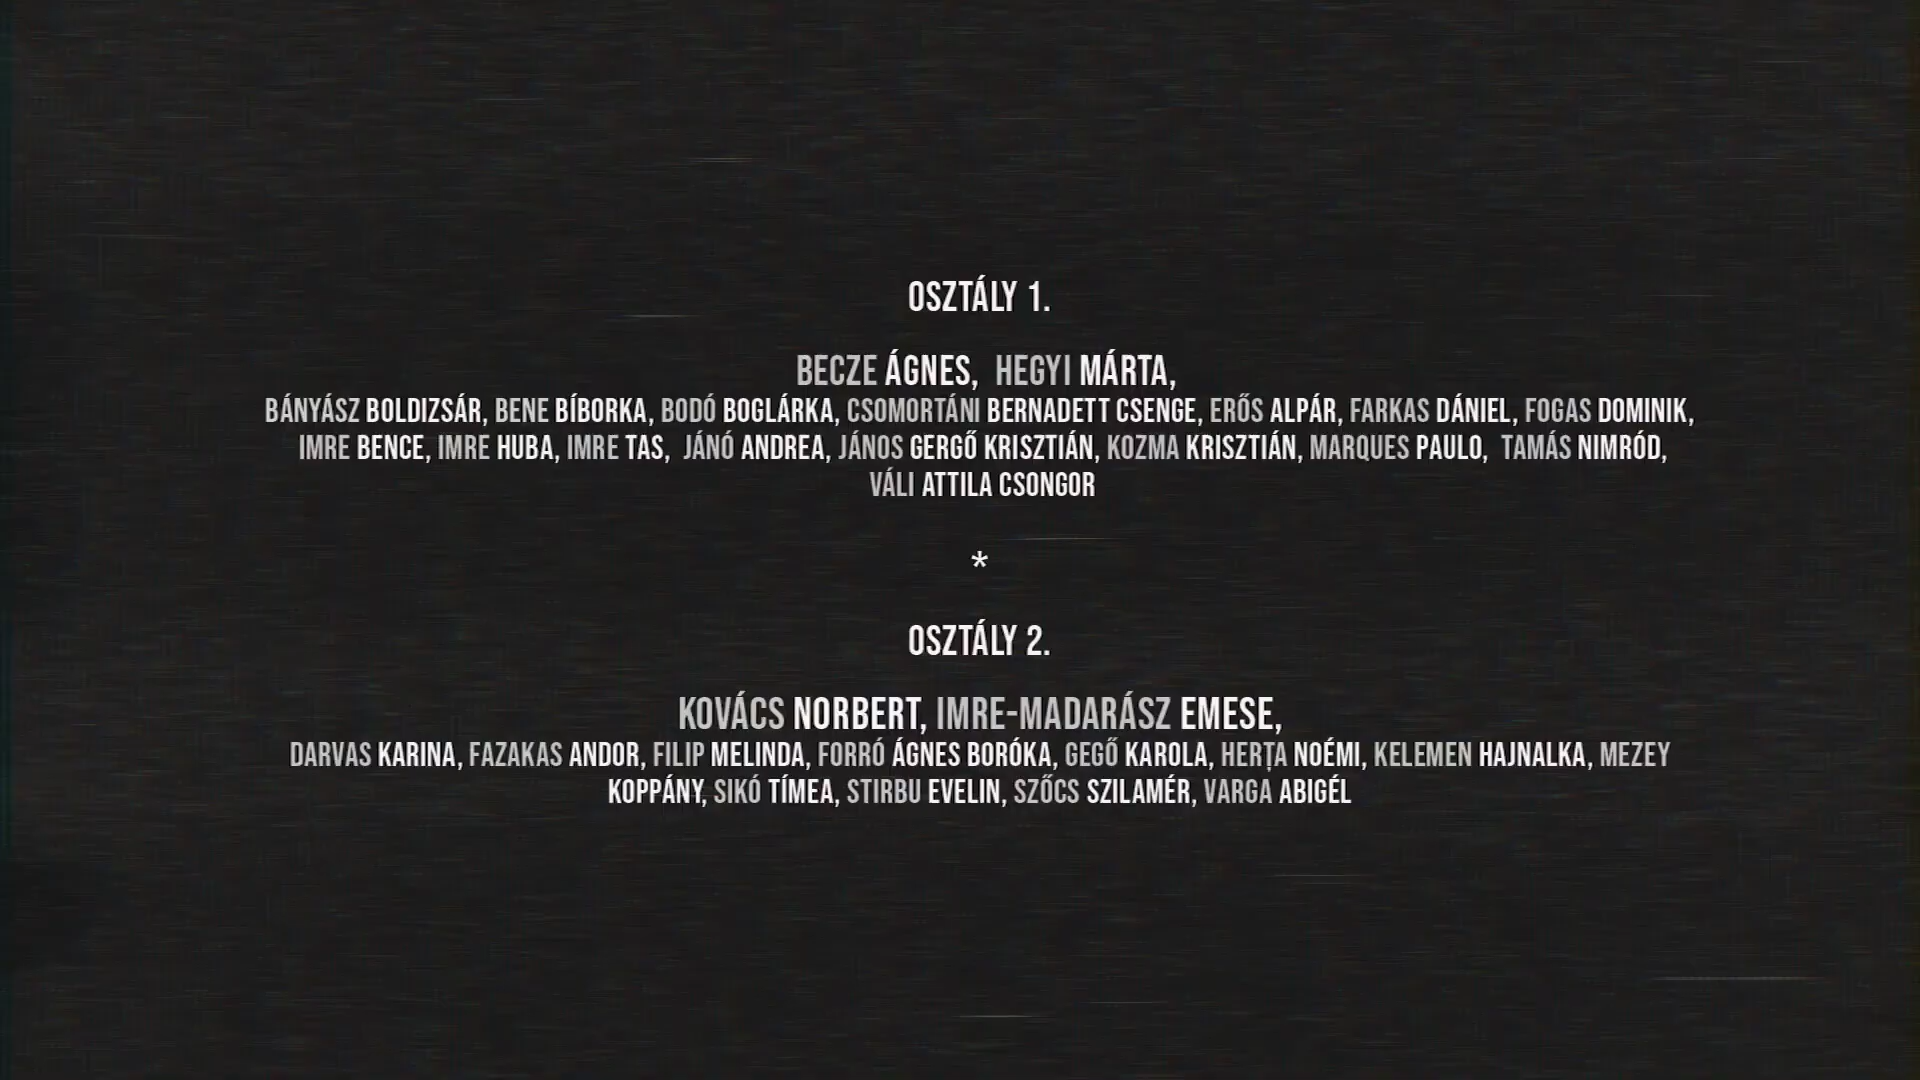 OSZTÁLY 1.
BECZE ÁGNES, HEGYI MÁRTA,
BÁNYÁSZ BOLDIZSÁR, BENE BÍBORKA, BODÓ BOGLÁRKA, CSOMORTÁNI BERNADETT CSENGE, ERŐS ALPÁR, FARKAS DÁNIEL, FOGAS DOMINIK,
IMRE BENCE, IMRE HUBA, IMRE TAS, JÁNÓ ANDREA, JÁNOS GERGŐ KRISZTIÁN, KOZMA KRISZTIÁN, MARQUES PAULO, TAMÁS NIMRÓD,
VÁLI ATTILA CSONGOR
*
OSZTÁLY 2.
KOVÁCS NORBERT, IMRE-MADARÁSZ EMESE,
DARVAS KARINA, FAZAKAS ANDOR, FILIP MELINDA, FORRÓ ÁGNES BORÓKA, GEGŐ KAROLA, HERȚA NOÉMI, KELEMEN HAJNALKA, MEZEY
KOPPÁNY, SIKÓ TÍMEA, STIRBU EVELIN, SZŐCS SZILAMÉR, VARGA ABIGÉL